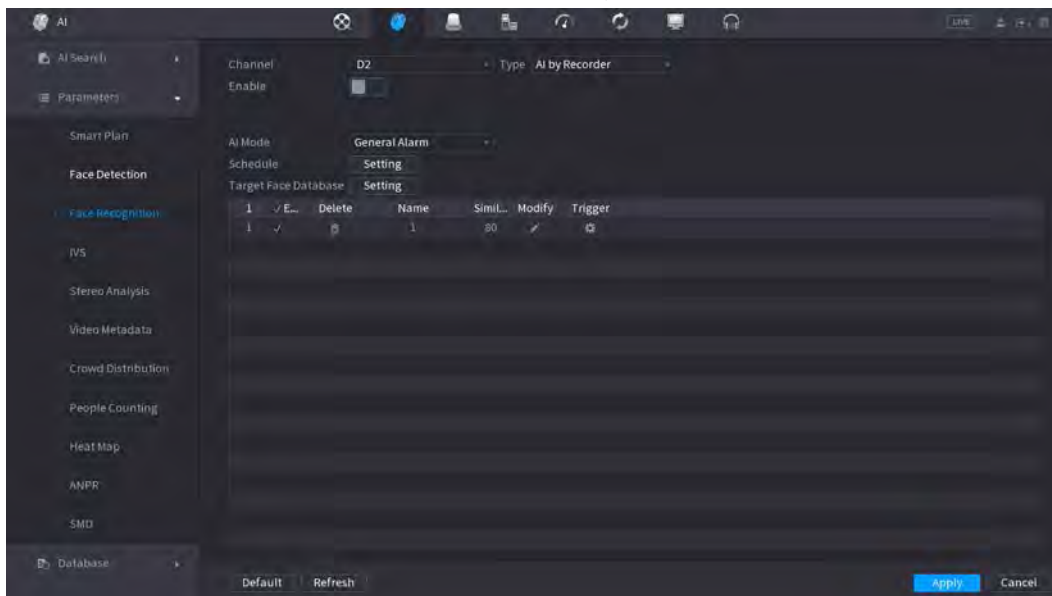 AI
LIVE
AI Search
Channel D2 Type AI by Recorder
Enable
Parameters
Smart Plan
AI Mode General Alarm
Schedule Setting
Face Detection
Target Face Database Setting
1 E... Delete Name Simil... Modify Trigger
Face Recognition
1 1 80
IVS
Stereo Analysis
Video Metadata
Crowd Distribution
People Counting
Heat Map
ANPR
SMD
Database
Default Refresh Apply Cancel